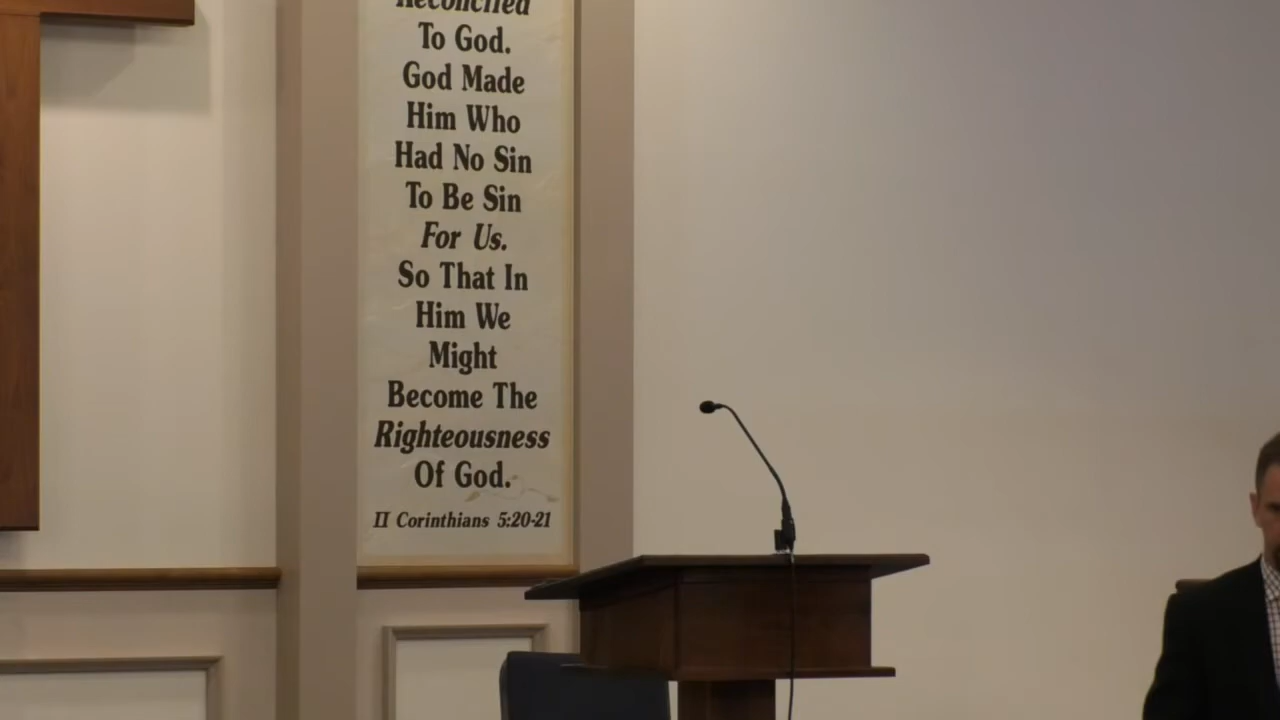 Reconciled
To God.
God Made
Him Who
Had No Sin
To Be Sin
For Us.
So That In
Him We
Might
Become The
Righteousness
Of God.
II Corinthians 5:20-21